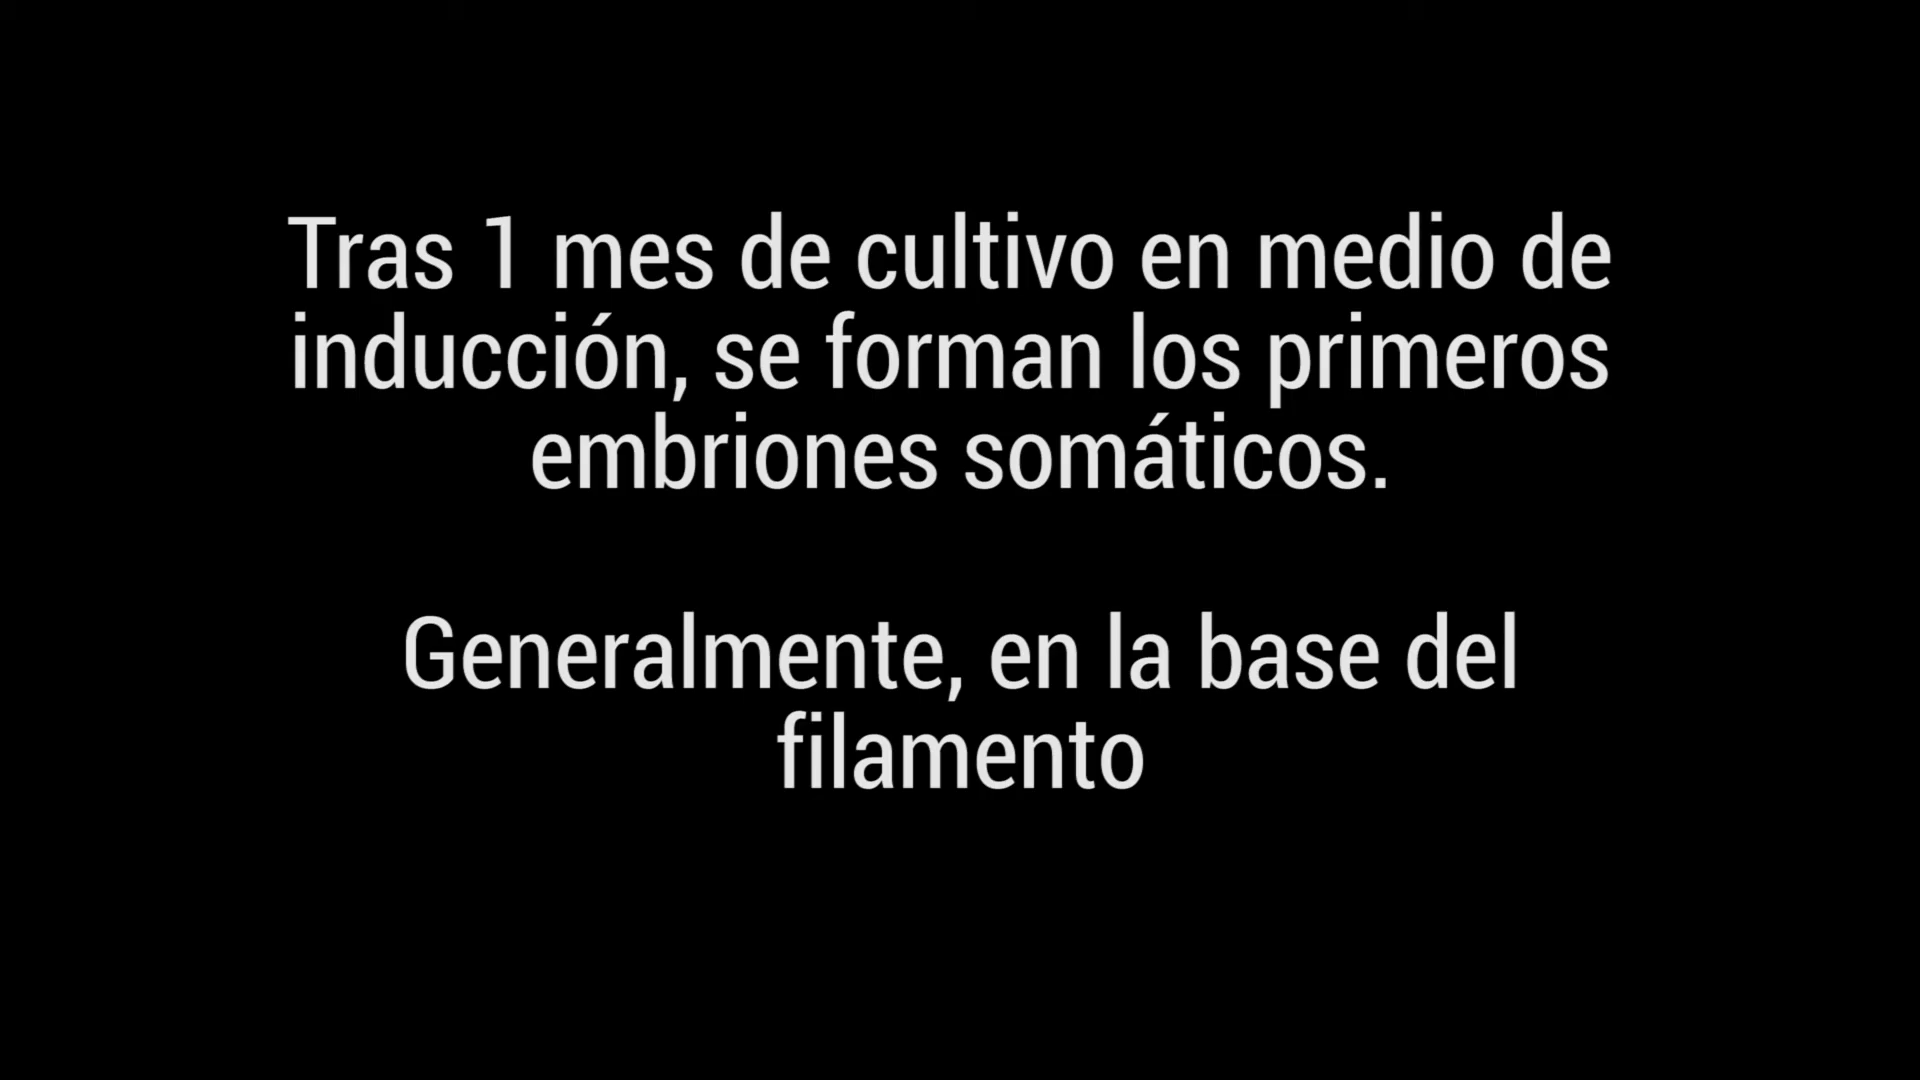 Tras 1 mes de cultivo en medio de
inducción, se forman los primeros
embriones somáticos.
Generalmente, en la base del
filamento